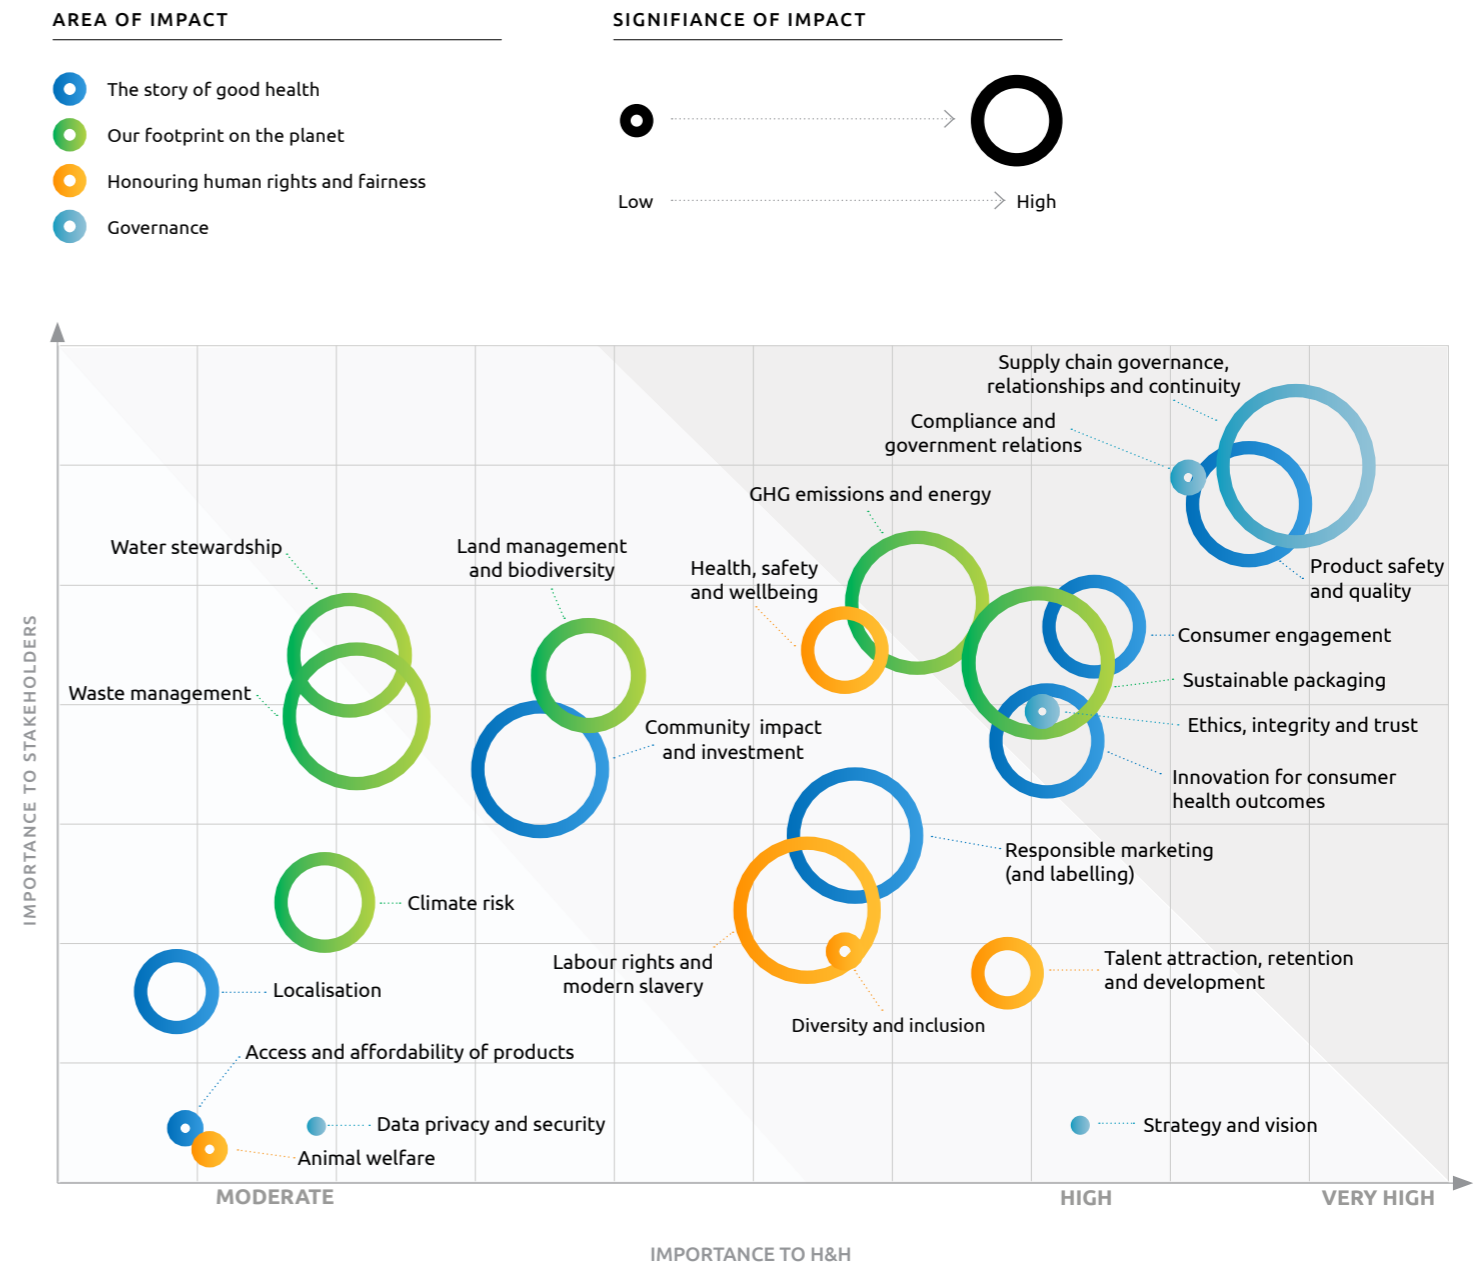 AREA OF IMPACT
SIGNIFIANCE OF IMPACT
The story of good health
Our footprint on the planet
Honouring human rights and fairness
Governance
Low
High
Supply chain governance,
relationships and continuity
Compliance and
government relations
GHG emissions and energy
Water stewardship
Land management
and biodiversity
Health, safety
and wellbeing
Product safety
and quality
Consumer engagement
Sustainable packaging
Waste management
Community impact
and investment
Ethics, integrity and trust
Innovation for consumer
health outcomes
Responsible marketing
(and labelling)
Climate risk
Labour rights and
modern slavery
Talent attraction, retention
and development
Localisation
Diversity and inclusion
Access and affordability of products
Data privacy and security
Strategy and vision
Animal welfare
IMPORTANCE TO STAKEHOLDERS
MODERATE
HIGH
VERY HIGH
IMPORTANCE TO H&H